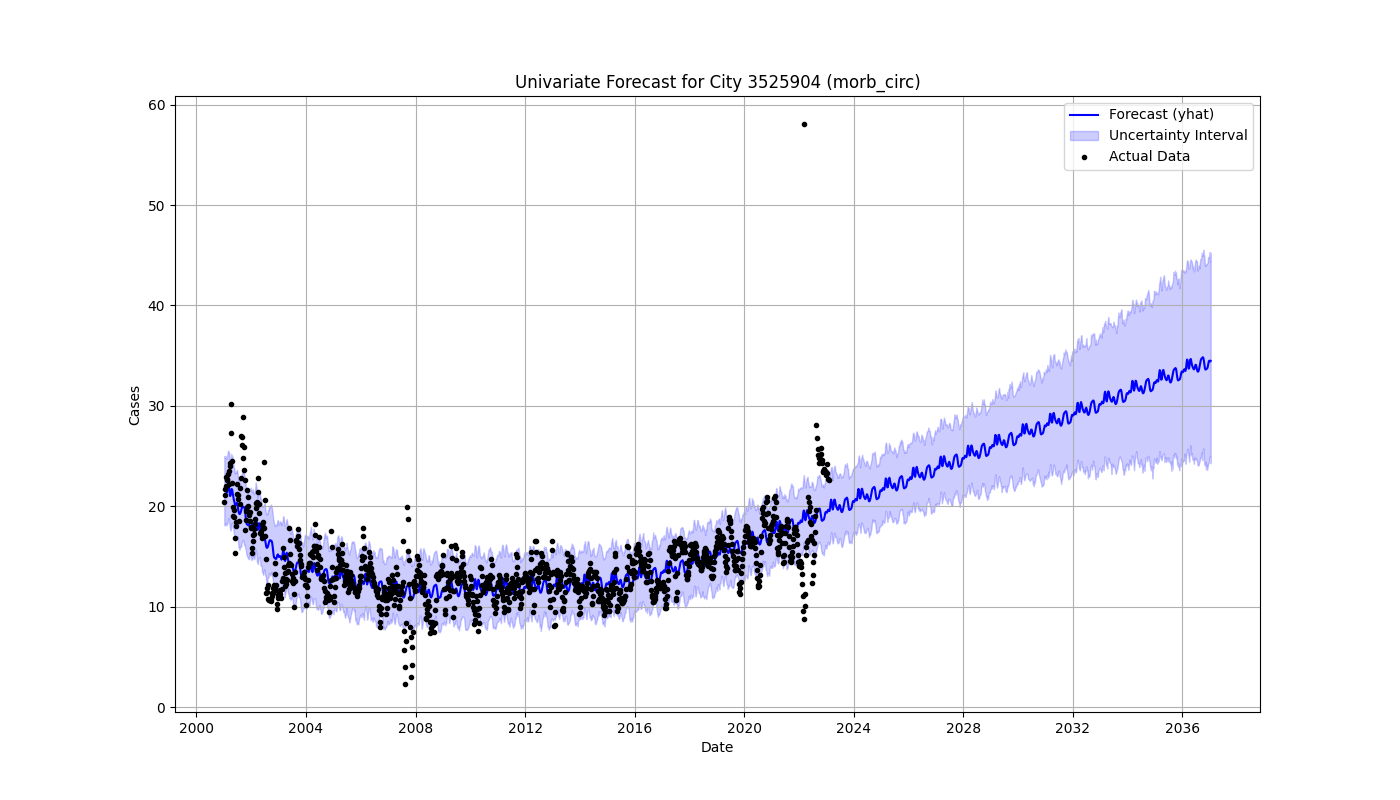 Univariate Forecast for City 3525904 (morb_circ)
Forecast (yhat)
Uncertainty Interval
Actual Data
60
50
40
30
20
10
0
Cases
2000 2004 2008 2012 2016 2020 2024 2028 2032 2036
Date